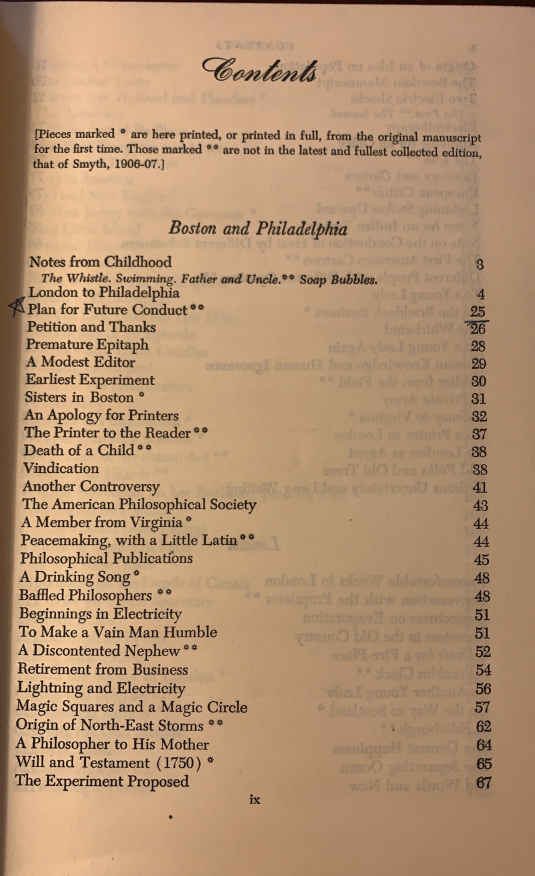 Contents
[Pieces marked * are here printed, or printed in full, from the original manuscript
for the first time. Those marked ** are not in the latest and fullest collected edition,
that of Smyth, 1906-07.]
Boston and Philadelphia
Notes from Childhood 3
The Whistle. Swimming. Father and Uncle.** Soap Bubbles.
London to Philadelphia 4
Plan for Future Conduct ** 25
Petition and Thanks 26
Premature Epitaph 28
A Modest Editor 29
Earliest Experiment 30
Sisters in Boston * 31
An Apology for Printers 32
The Printer to the Reader ** 37
Death of a Child ** 38
Vindication 38
Another Controversy 41
The American Philosophical Society 43
A Member from Virginia * 44
Peacemaking, with a Little Latin ** 44
Philosophical Publications 45
A Drinking Song * 48
Baffled Philosophers ** 48
Beginnings in Electricity 51
To Make a Vain Man Humble 51
A Discontented Nephew ** 52
Retirement from Business 54
Lightning and Electricity 56
Magic Squares and a Magic Circle 57
Origin of North-East Storms ** 62
A Philosopher to His Mother 64
Will and Testament (1750) * 65
The Experiment Proposed 67
ix